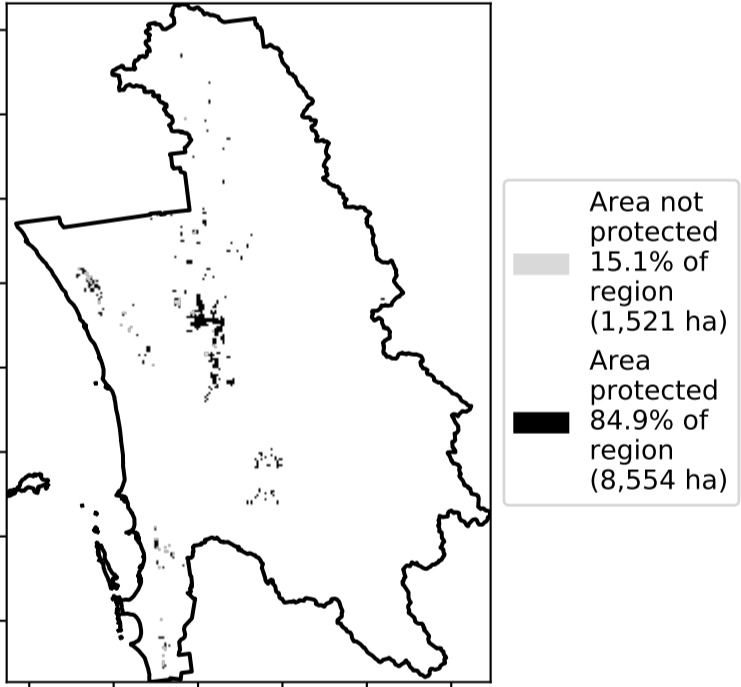 Area not
protected
15.1% of
region
(1,521 ha)
Area
protected
84.9% of
region
(8,554 ha)